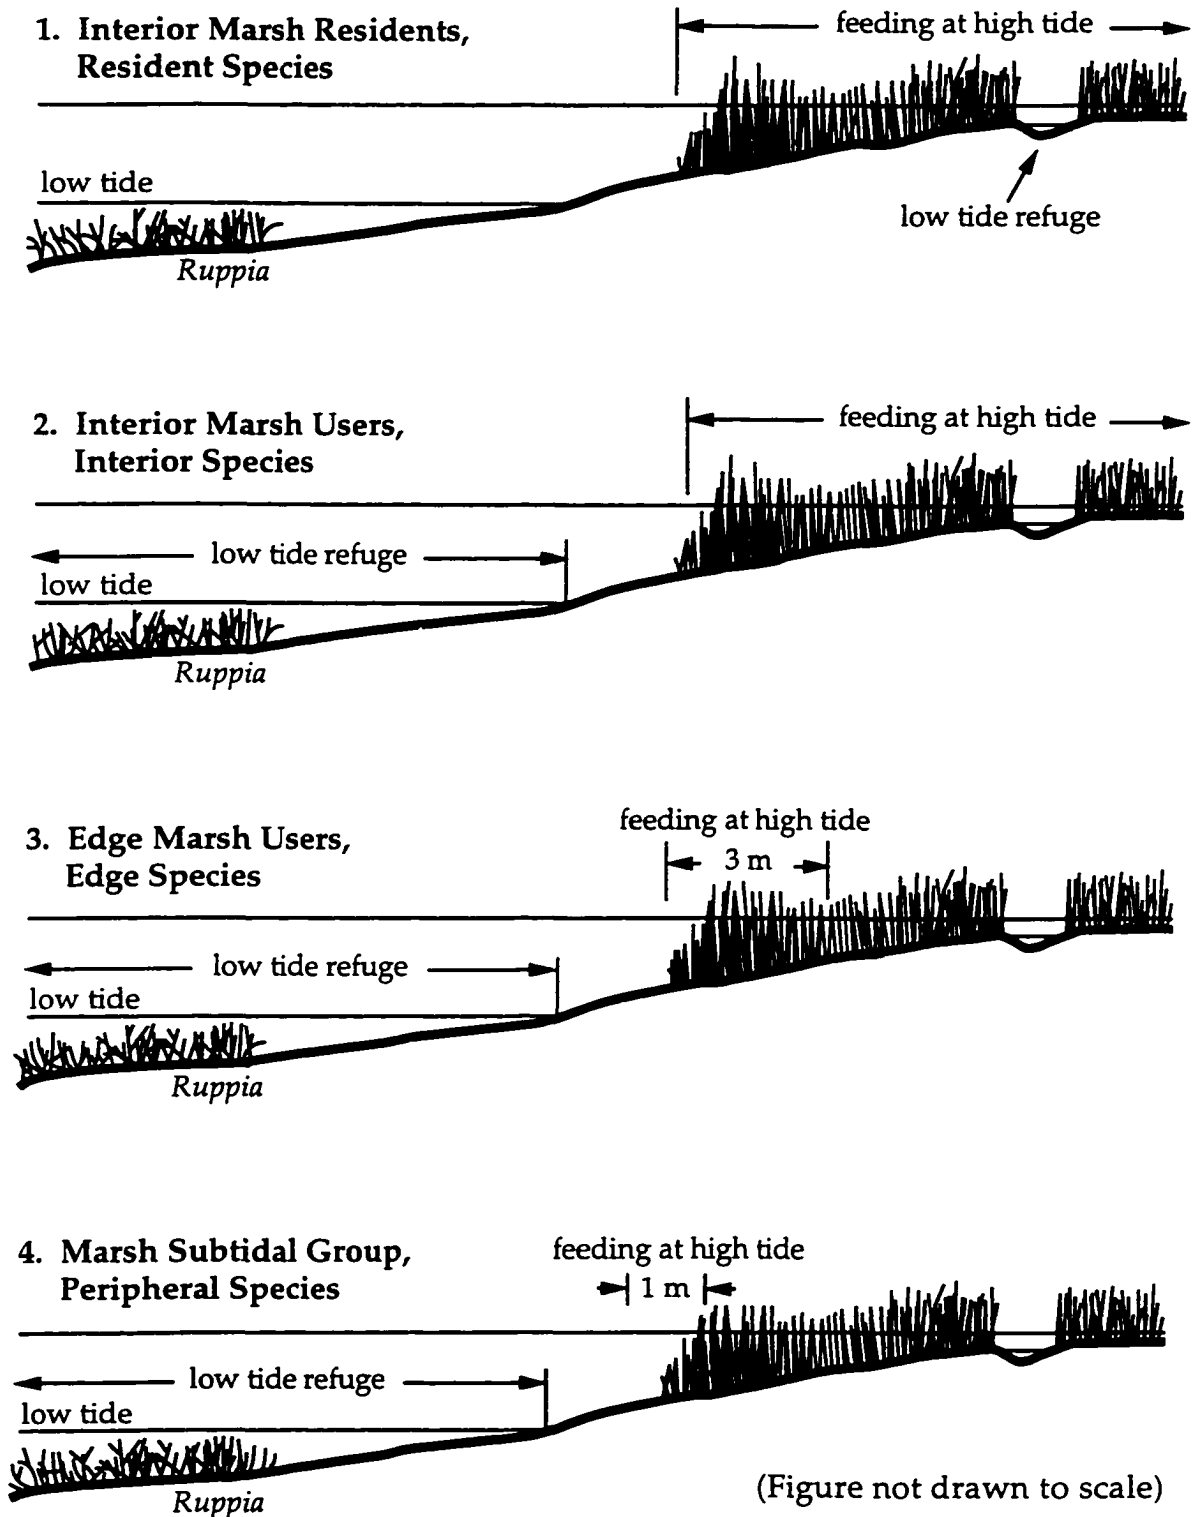 1. Interior Marsh Residents,
Resident Species
feeding at high tide
low tide
low tide refuge
Ruppia
2. Interior Marsh Users,
Interior Species
feeding at high tide
low tide refuge
low tide
Ruppia
3. Edge Marsh Users,
Edge Species
feeding at high tide
3 m
low tide refuge
low tide
Ruppia
4. Marsh Subtidal Group,
Peripheral Species
feeding at high tide
1 m
low tide refuge
low tide
Ruppia
(Figure not drawn to scale)